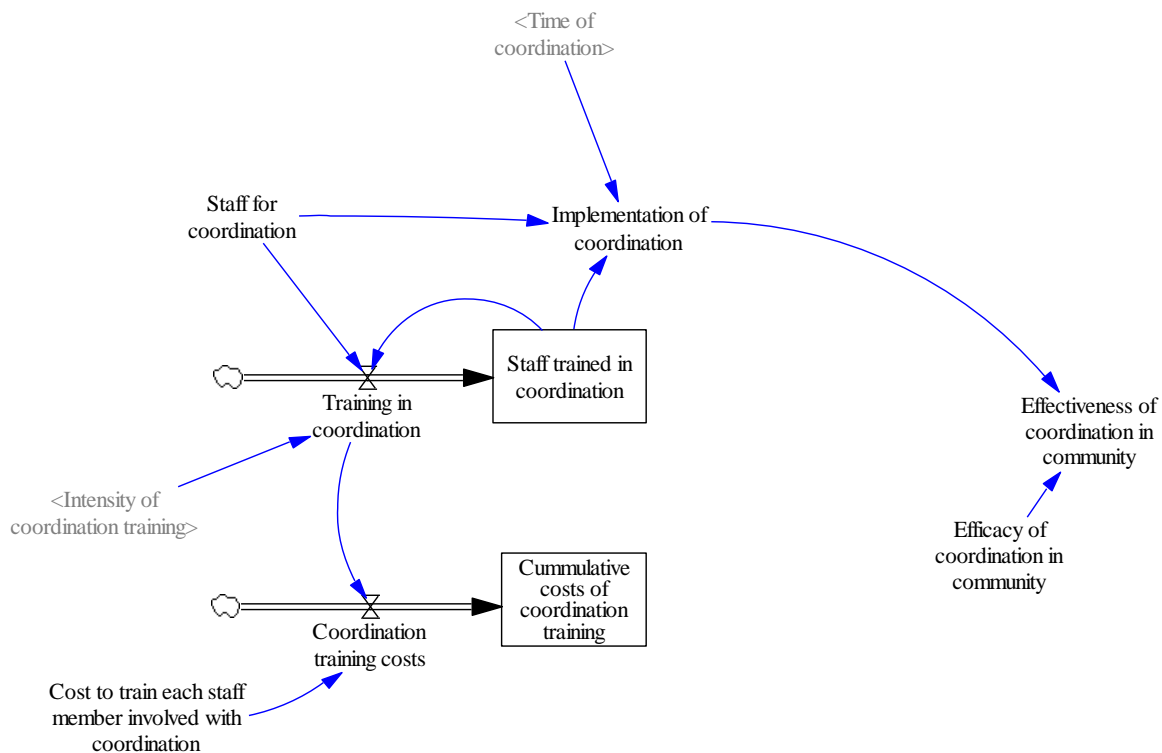 <Time of
coordination>
Staff for
coordination
Implementation of
coordination
Staff trained in
coordination
Training in
coordination
Effectiveness of
coordination in
community
<Intensity of
coordination training>
Efficacy of
coordination in
community
Cummulative
costs of
coordination
training
Coordination
training costs
Cost to train each staff
member involved with
coordination